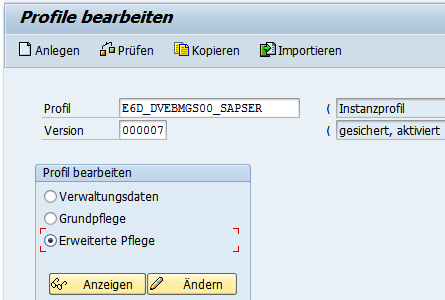 Profile bearbeiten
Anlegen Prüfen Kopieren Importieren
Profil E6D_DVEBMGS00_SAPSER ( Instanzprofil
Version 000007 ( gesichert, aktiviert
Profil bearbeiten
Verwaltungsdaten
Grundpflege
Erweiterte Pflege
Anzeigen Ändern